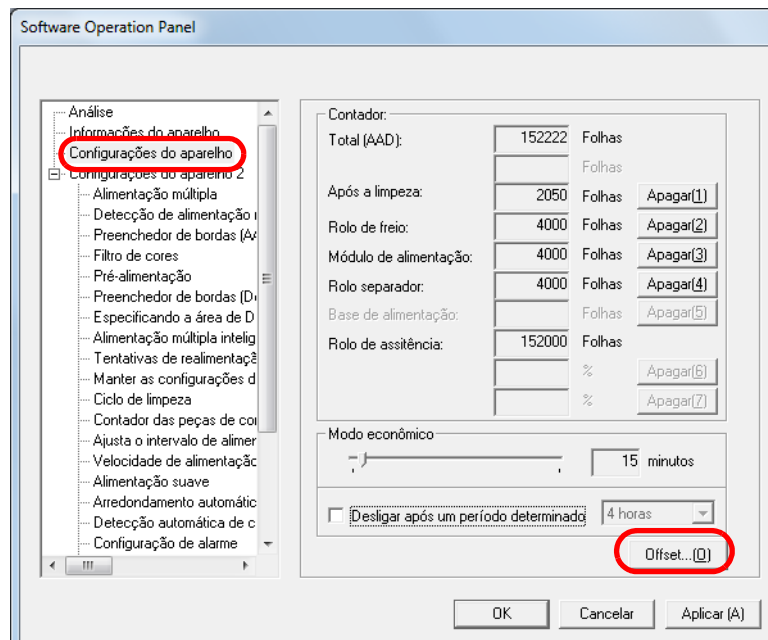 Software Operation Panel
Análise
Informações do aparelho
Configurações do aparelho
Configurações do aparelho 2
Alimentação múltipla
Detecção de alimentação
Preenchedor de bordas (A
Filtro de cores
Pré-alimentação
Preenchedor de bordas (D
Especificando a área de D
Alimentação múltipla intelig
Tentativas de realimentaçã
Manter as configurações d
Ciclo de limpeza
Contador das peças de co
Ajusta o intervalo de alimer
Velocidade de alimentação
Alimentação suave
Arredondamento automátic
Detecção automática de c
Configuração de alarme
Contador:
Total (AAD): 152222 Folhas
Folhas
Após a limpeza: 2050 Folhas Apagar(1)
Rolo de freio: 4000 Folhas Apagar(2)
Módulo de alimentação: 4000 Folhas Apagar(3)
Rolo separador: 4000 Folhas Apagar(4)
Base de alimentação: Folhas Apagar(5)
Rolo de assitência: 152000 Folhas
% Apagar(6)
% Apagar(7)
Modo econômico
15 minutos
Desligar após um período determinado 4 horas
Offset...(O)
OK Cancelar Aplicar (A)